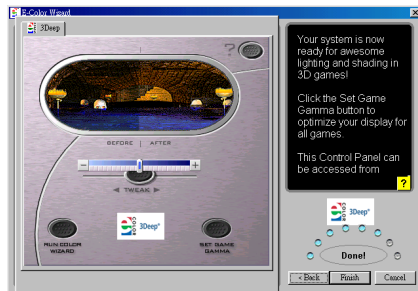 E-Color Wizard
3Deep
?
BEFORE | AFTER
- +
◀ TWEAK ▶
3Deep
RUN COLOR
WIZARD
SET GAME
GAMMA
Your system is now
ready for awesome
lighting and shading in
3D games!
Click the Set Game
Gamma button to
optimize your display for
all games.
This Control Panel can
be accessed from
?
3Deep
Done!
< Back
Finish
Cancel